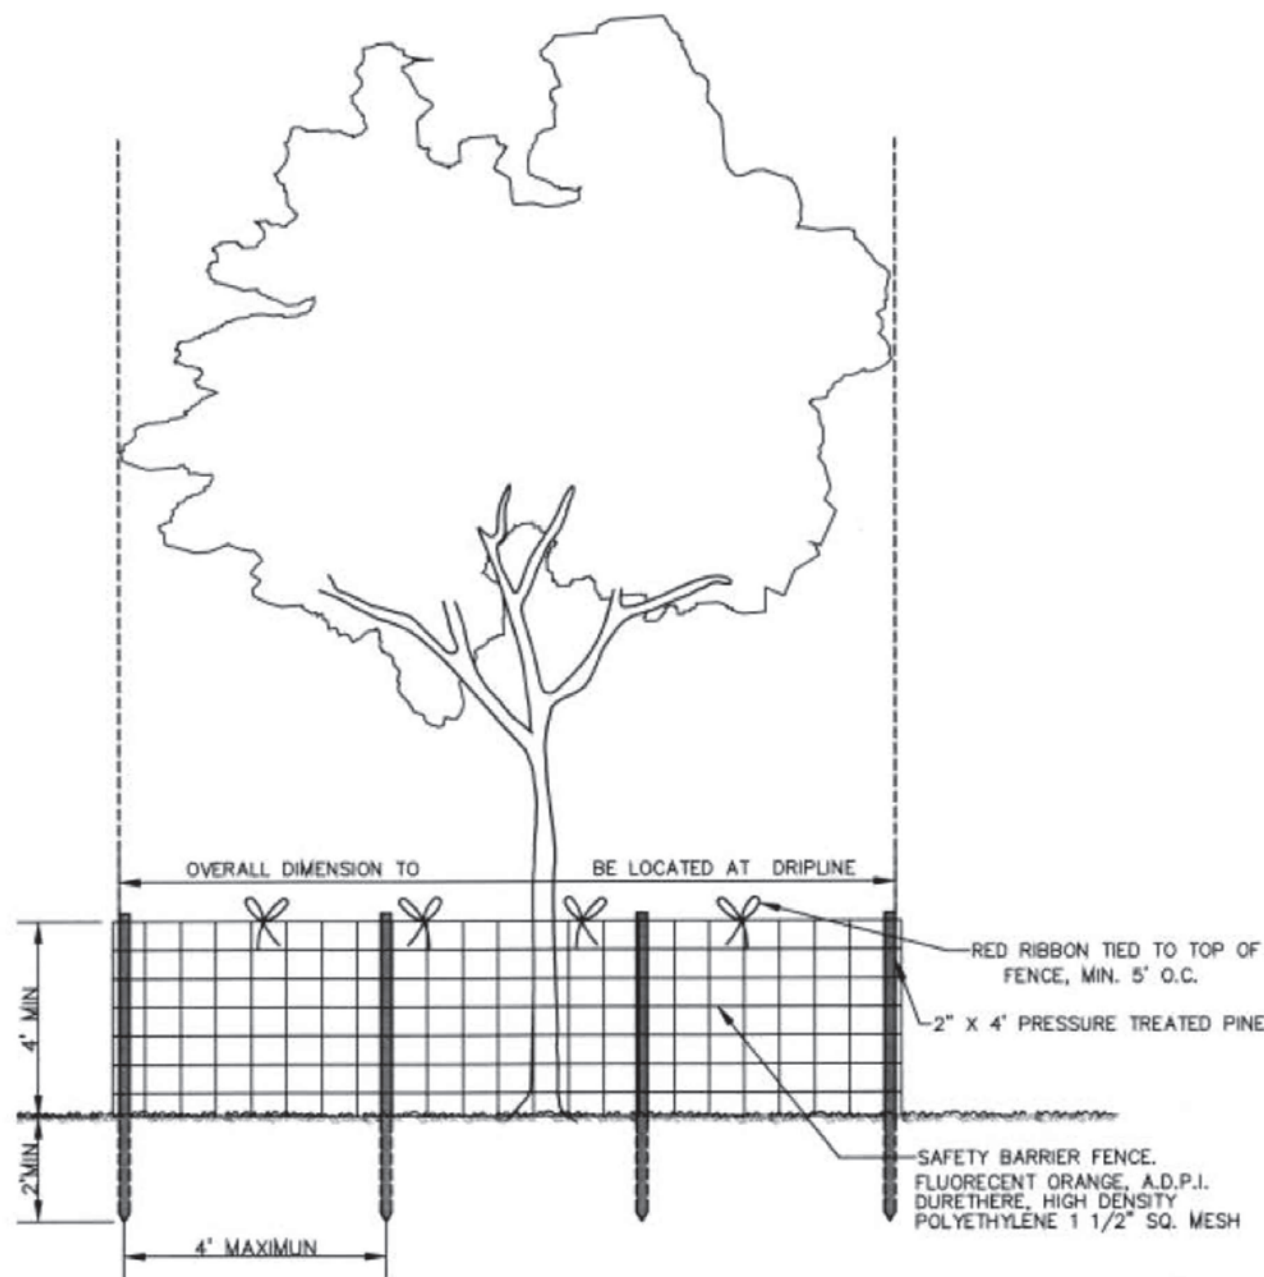 OVERALL DIMENSION TO BE LOCATED AT DRIPLINE
RED RIBBON TIED TO TOP OF
FENCE, MIN. 5' O.C.
4' MIN
2" X 4' PRESSURE TREATED PINE
2'MIN
SAFETY BARRIER FENCE.
FLUORECENT ORANGE, A.D.P.I.
DURETHERE, HIGH DENSITY
POLYETHYLENE 1 1/2" SQ. MESH
4' MAXIMUN